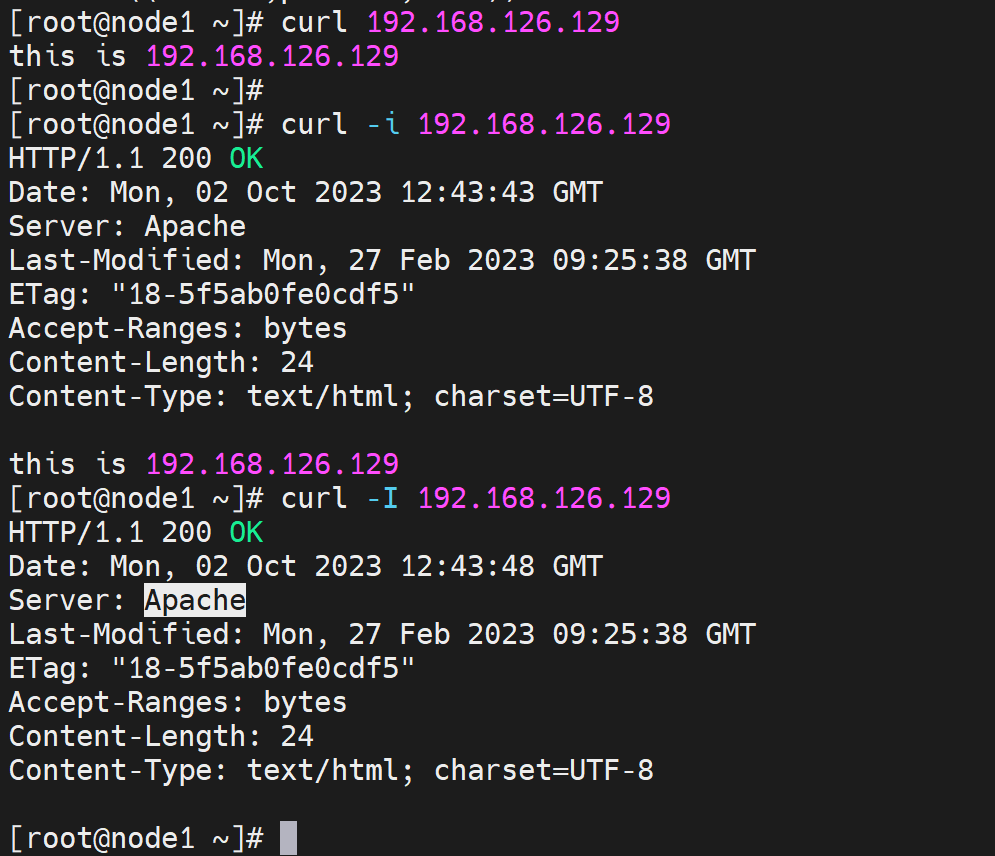 [root@node1 ~]# curl 192.168.126.129
this is 192.168.126.129
[root@node1 ~]#
[root@node1 ~]# curl -i 192.168.126.129
HTTP/1.1 200 OK
Date: Mon, 02 Oct 2023 12:43:43 GMT
Server: Apache
Last-Modified: Mon, 27 Feb 2023 09:25:38 GMT
ETag: "18-5f5ab0fe0cdf5"
Accept-Ranges: bytes
Content-Length: 24
Content-Type: text/html; charset=UTF-8

this is 192.168.126.129
[root@node1 ~]# curl -I 192.168.126.129
HTTP/1.1 200 OK
Date: Mon, 02 Oct 2023 12:43:48 GMT
Server: Apache
Last-Modified: Mon, 27 Feb 2023 09:25:38 GMT
ETag: "18-5f5ab0fe0cdf5"
Accept-Ranges: bytes
Content-Length: 24
Content-Type: text/html; charset=UTF-8

[root@node1 ~]#